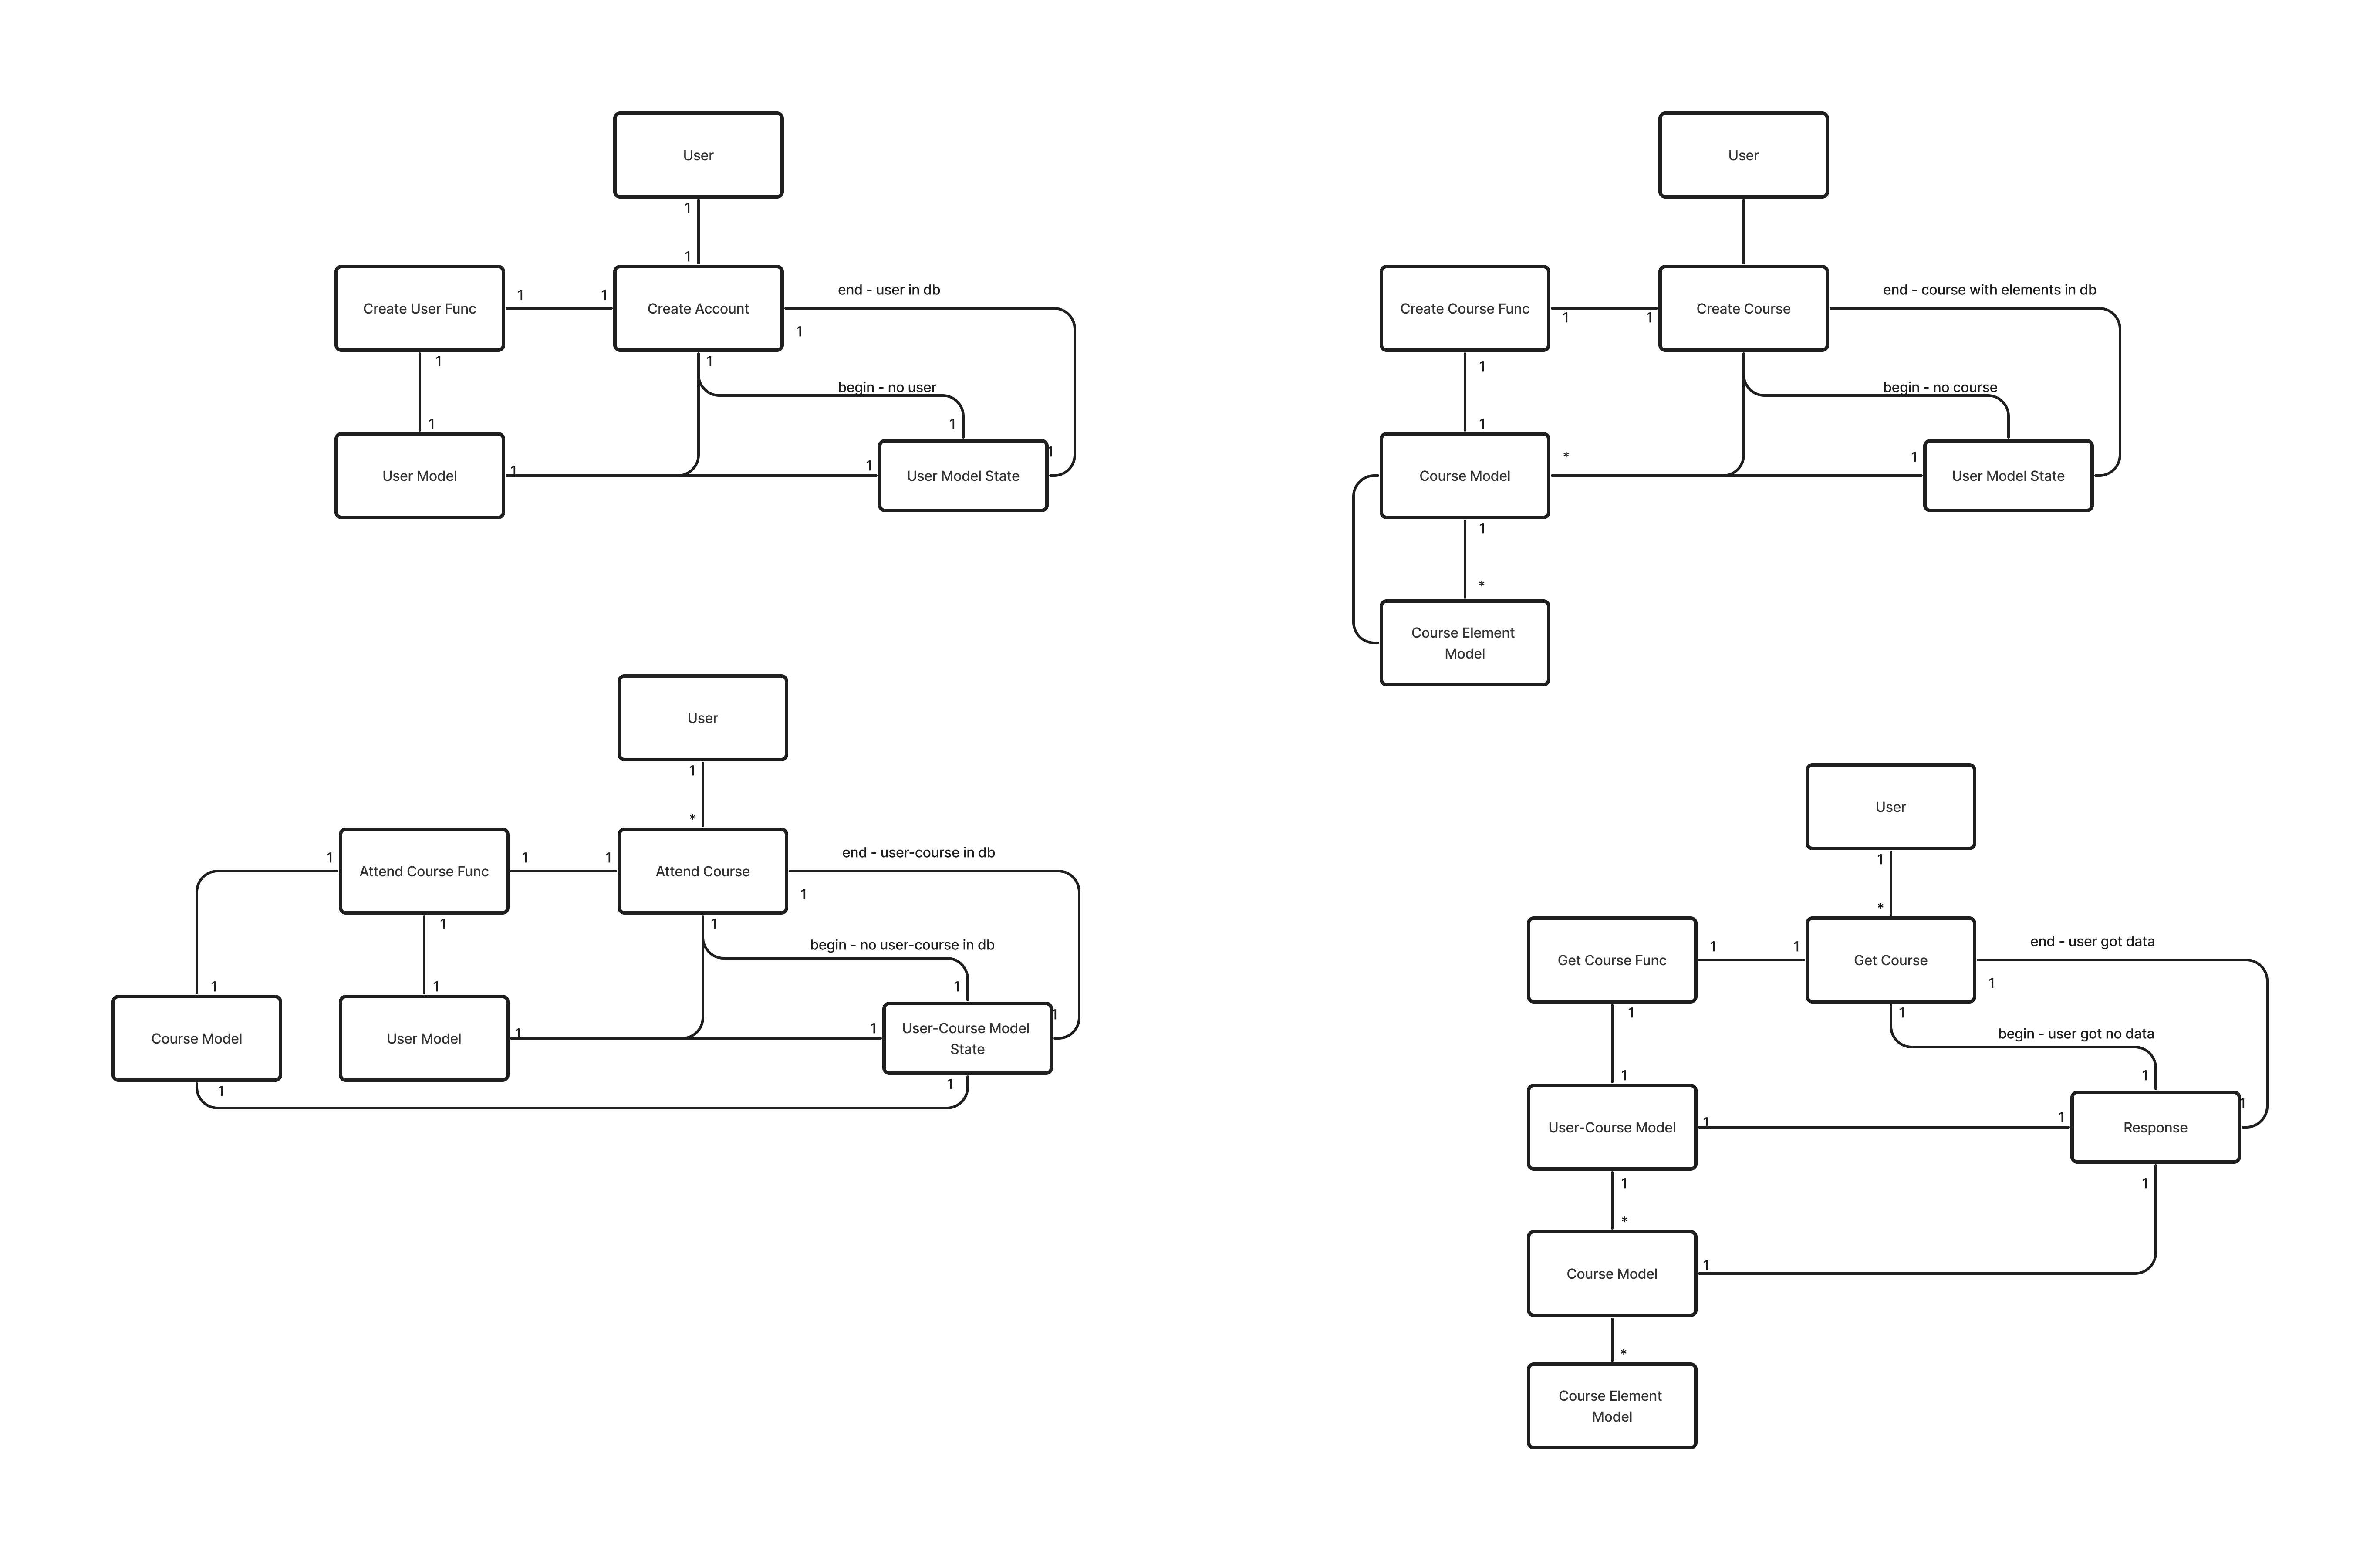 User
1
1
Create User Func
1
1
Create Account
end - user in db
1
1
1
begin - no user
1
1
1
User Model
1
1
User Model State
User
Create Course Func
1
1
Create Course
end - course with elements in db
1
begin - no course
1
*
1
Course Model
User Model State
1
*
Course Element
Model
User
1
*
1
Attend Course Func
1
1
Attend Course
end - user-course in db
1
1
1
begin - no user-course in db
1
1
1
1
Course Model
User Model
1
1
User-Course Model
State
1
1
User
1
*
Get Course Func
1
1
Get Course
end - user got data
1
1
1
begin - user got no data
1
1
1
User-Course Model
1
1
Response
1
1
*
Course Model
1
*
Course Element
Model